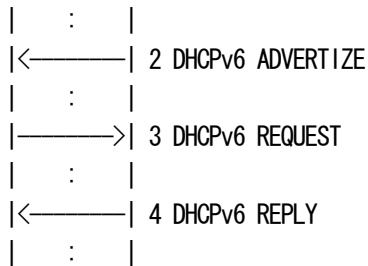 |    :    |
|<--------| 2 DHCPv6 ADVERTIZE
|    :    |
|-------->| 3 DHCPv6 REQUEST
|    :    |
|<--------| 4 DHCPv6 REPLY
|    :    |